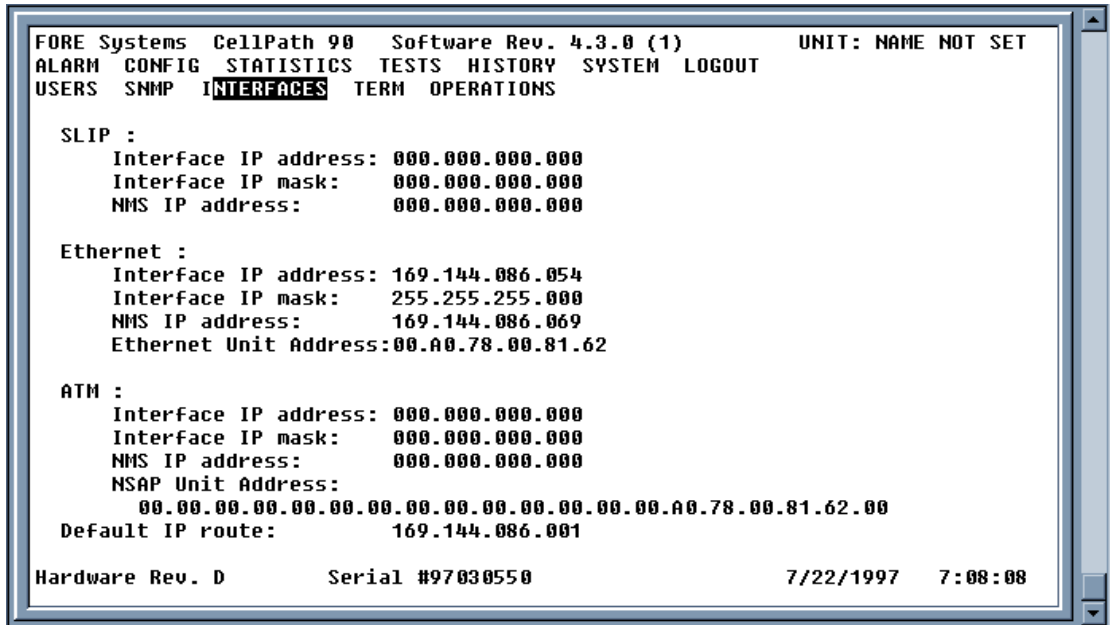 FORE Systems  CellPath 90   Software Rev. 4.3.0 (1)             UNIT: NAME NOT SET
ALARM  CONFIG  STATISTICS  TESTS  HISTORY  SYSTEM  LOGOUT
USERS  SNMP  INTERFACES  TERM  OPERATIONS
SLIP :
Interface IP address: 000.000.000.000
Interface IP mask:    000.000.000.000
NMS IP address:       000.000.000.000
Ethernet :
Interface IP address: 169.144.086.054
Interface IP mask:    255.255.255.000
NMS IP address:       169.144.086.069
Ethernet Unit Address:00.A0.78.00.81.62
ATM :
Interface IP address: 000.000.000.000
Interface IP mask:    000.000.000.000
NMS IP address:       000.000.000.000
NSAP Unit Address:
00.00.00.00.00.00.00.00.00.00.00.00.00.A0.78.00.81.62.00
Default IP route:         169.144.086.001
Hardware Rev. D        Serial #97030550                   7/22/1997   7:08:08